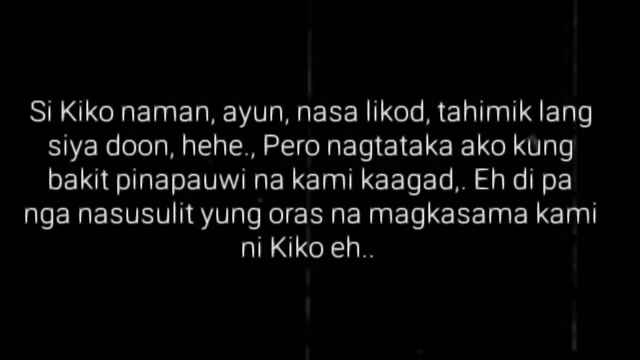 Si Kiko naman, ayun, nasa likod, tahimik lang
siya doon, hehe., Pero nagtataka ako kung
bakit pinapauwi na kami kaagad,. Eh di pa
nga nasusulit yung oras na magkasama kami
ni Kiko eh..